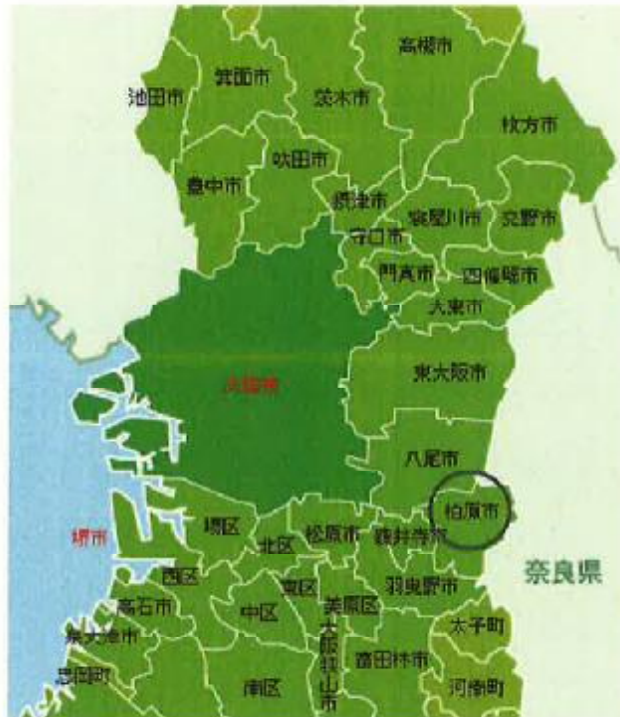 高槻市
箕面市
池田市
茨木市
枚方市
吹田市
豊中市
摂津市
寝屋川市
交野市
守口市
門真市
四條畷市
大東市
東大阪市
八尾市
柏原市
堺市
堺区
北区
松原市
藤井寺市
奈良県
西区
東区
羽曳野市
高石市
中区
美原区
太子町
泉大津市
大阪狭山市
富田林市
忠岡町
南区
河南町